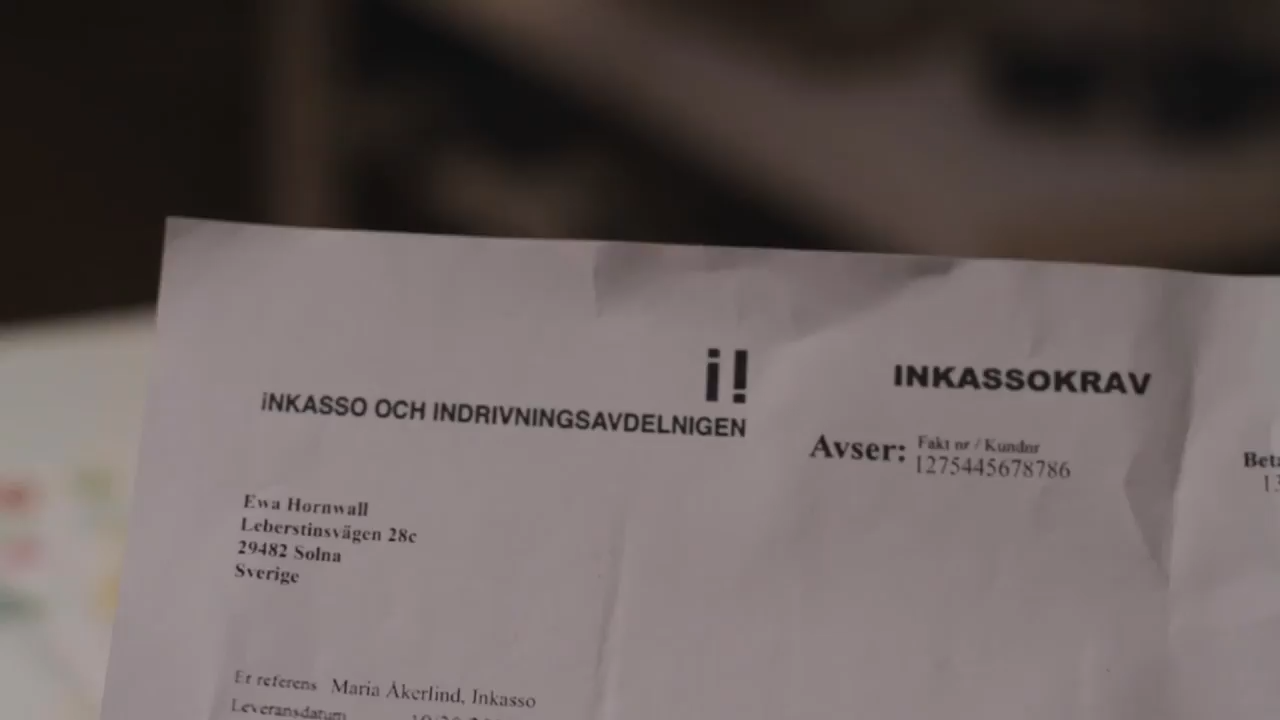 i!
iNKASSO OCH INDRIVNINGSAVDELNIGEN
INKASSOKRAV
Avser: Fakt nr / Kundnr
1275445678786
Ewa Hornwall
Leberstinsvägen 28c
29482 Solna
Sverige
Er referens Maria Åkerlind, Inkasso
Leveransdatum